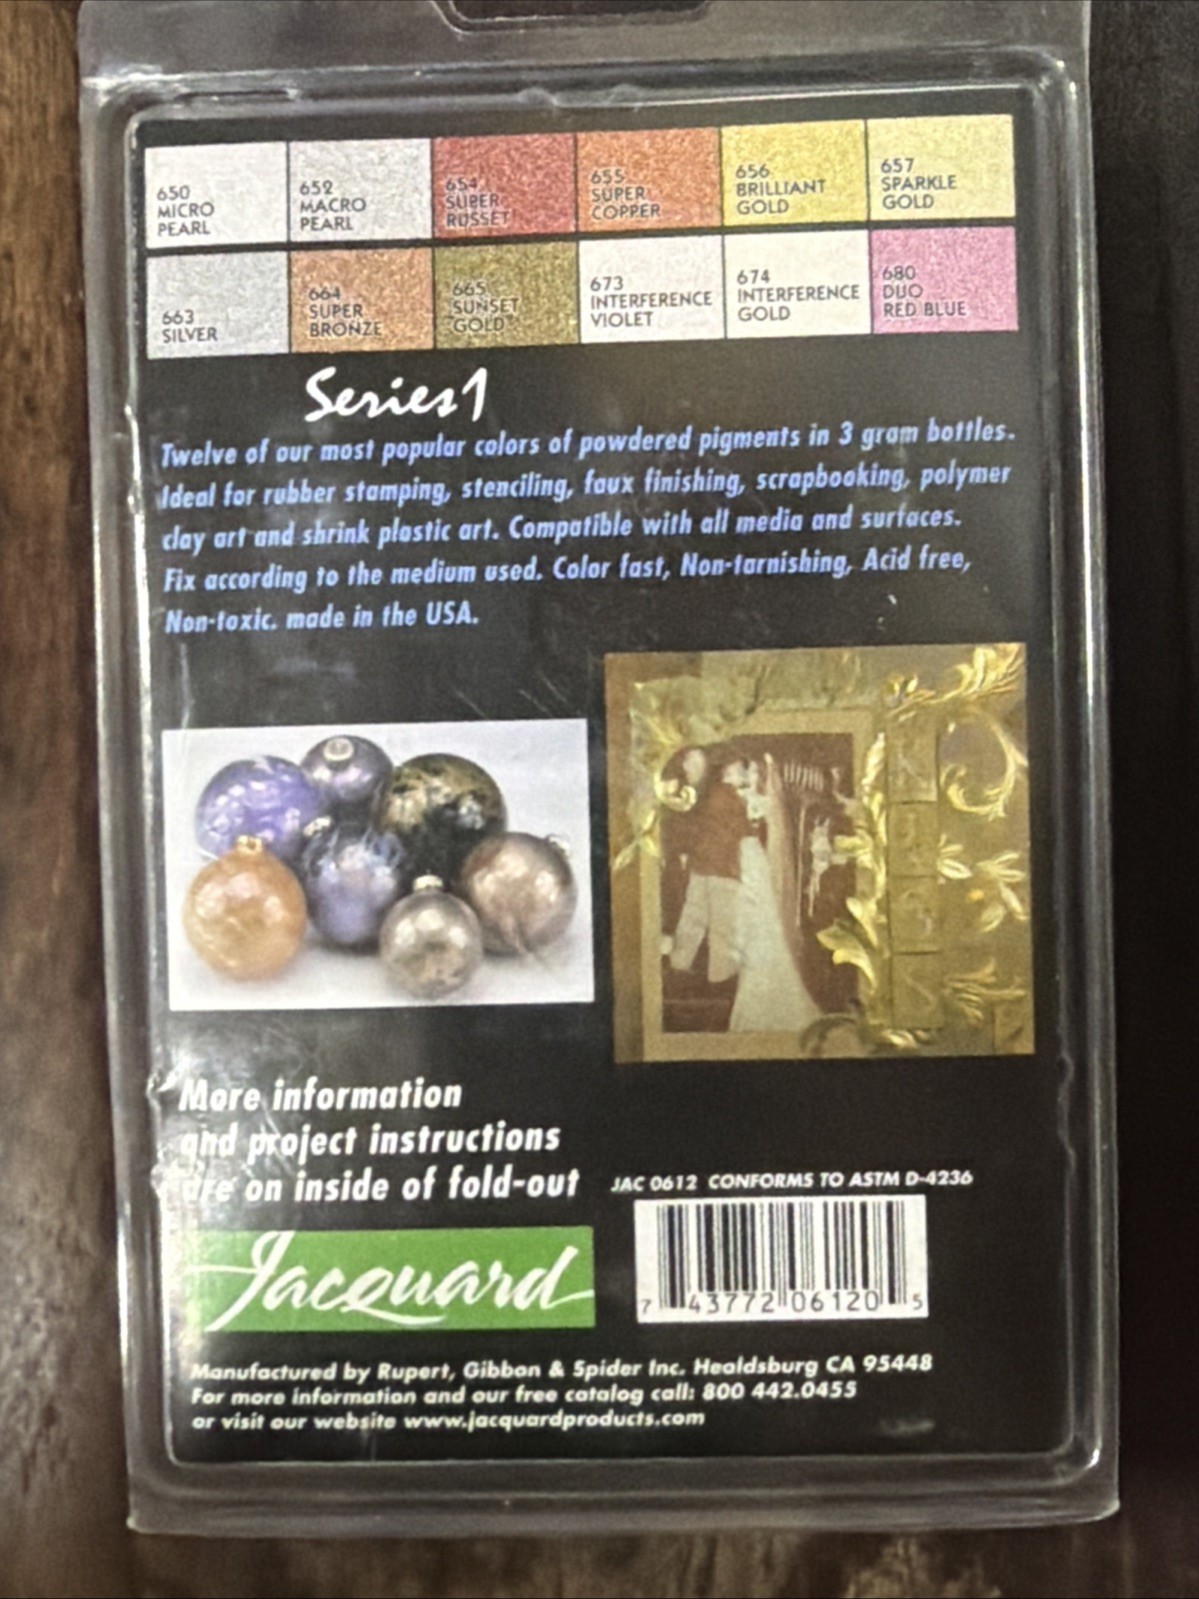 650 MICRO PEARL
652 MACRO PEARL
654 SUPER RUSSET
655 SUPER COPPER
656 BRILLIANT GOLD
657 SPARKLE GOLD
663 SILVER
664 SUPER BRONZE
665 SUNSET GOLD
673 INTERFERENCE VIOLET
674 INTERFERENCE GOLD
680 DUO RED BLUE
Series 1
Twelve of our most popular colors of powdered pigments in 3 gram bottles.
Ideal for rubber stamping, stenciling, faux finishing, scrapbooking, polymer
clay art and shrink plastic art. Compatible with all media and surfaces.
Fix according to the medium used. Color fast, Non-tarnishing, Acid free,
Non-toxic. made in the USA.
More information
and project instructions
are on inside of fold-out
JAC 0612 CONFORMS TO ASTM D-4236
7 43772 06120 5
Jacquard
Manufactured by Rupert, Gibbon & Spider Inc. Healdsburg CA 95448
For more information and our free catalog call: 800 442.0455
or visit our website www.jacquardproducts.com